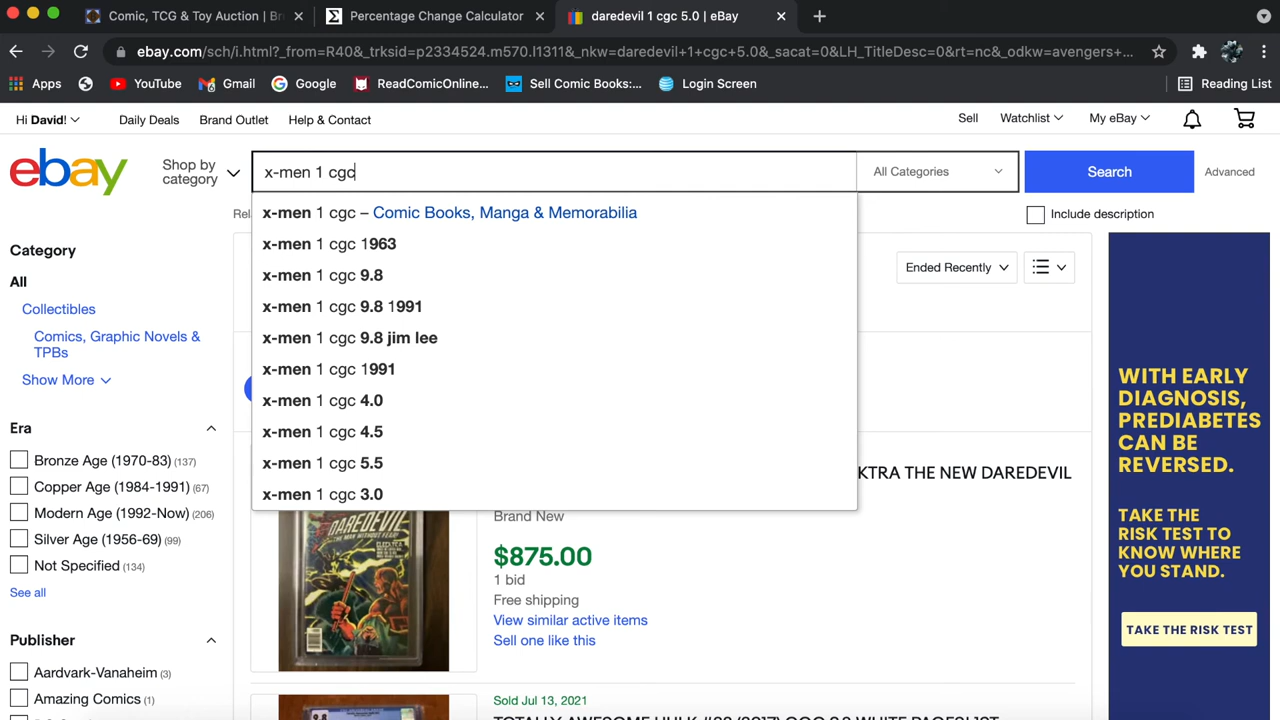 Comic, TCG & Toy Auction | Br
Percentage Change Calculator
daredevil 1 cgc 5.0 | eBay
ebay.com/sch/i.html?_from=R40&_trksid=p2334524.m570.l1311&_nkw=daredevil+1+cgc+5.0&_sacat=0&LH_TitleDesc=0&rt=nc&_odkw=avengers+...
Apps
YouTube
Gmail
Google
ReadComicOnline...
Sell Comic Books:...
Login Screen
Reading List
Hi David!
Daily Deals
Brand Outlet
Help & Contact
Sell
Watchlist
My eBay
ebay
Shop by
category
x-men 1 cgc
All Categories
Search
Advanced
Rel
Include description
x-men 1 cgc – Comic Books, Manga & Memorabilia
x-men 1 cgc 1963
x-men 1 cgc 9.8
x-men 1 cgc 9.8 1991
x-men 1 cgc 9.8 jim lee
x-men 1 cgc 1991
x-men 1 cgc 4.0
x-men 1 cgc 4.5
x-men 1 cgc 5.5
x-men 1 cgc 3.0
Category
All
Collectibles
Comics, Graphic Novels &
TPBs
Show More
Era
Bronze Age (1970-83) (137)
Copper Age (1984-1991) (67)
Modern Age (1992-Now) (206)
Silver Age (1956-69) (99)
Not Specified (134)
See all
Publisher
Aardvark-Vanaheim (3)
Amazing Comics (1)
Ended Recently
KTRA THE NEW DAREDEVIL
Brand New
$875.00
1 bid
Free shipping
View similar active items
Sell one like this
DAREDEVIL
Sold Jul 13, 2021
WITH EARLY
DIAGNOSIS,
PREDIABETES
CAN BE
REVERSED.
TAKE THE
RISK TEST TO
KNOW WHERE
YOU STAND.
TAKE THE RISK TEST